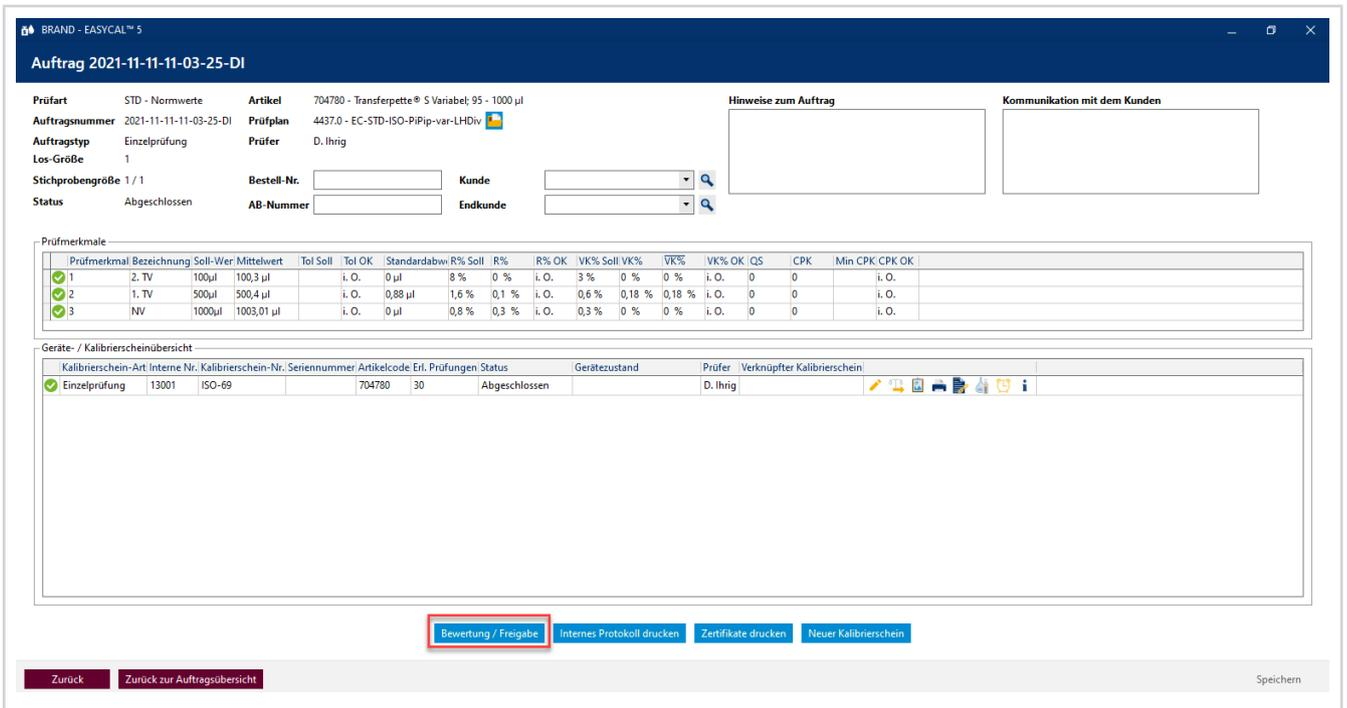 BRAND - EASYCAL™ 5
Auftrag 2021-11-11-11-03-25-DI
Prüfart STD - Normwerte Artikel 704780 - Transferpette® S Variabel; 95 - 1000 µl Hinweise zum Auftrag Kommunikation mit dem Kunden
Auftragsnummer 2021-11-11-11-03-25-DI Prüfplan 4437.0 - EC-STD-ISO-PiPip-var-LHDiv
Auftragstyp Einzelprüfung Prüfer D. Ihrig
Los-Größe 1
Stichprobengröße 1 / 1 Bestell-Nr. Kunde
Status Abgeschlossen AB-Nummer Endkunde
Prüfmerkmale
Prüfmerkmal Bezeichnung Soll-Wer Mittelwert Tol Soll Tol OK Standardabw R% Soll R% R% OK VK% Soll VK% VK% VK% OK QS CPK Min CPK CPK OK
1 2. TV 100µl 100,3 µl i. O. 0 µl 8 % 0 % i. O. 3 % 0 % 0 % i. O. 0 0 i. O.
2 1. TV 500µl 500,4 µl i. O. 0,88 µl 1,6 % 0,1 % i. O. 0,6 % 0,18 % 0,18 % i. O. 0 0 i. O.
3 NV 1000µl 1003,01 µl i. O. 0 µl 0,8 % 0,3 % i. O. 0,3 % 0 % 0 % i. O. 0 0 i. O.
Geräte- / Kalibrierscheinübersicht
Kalibrierschein-Art Interne Nr. Kalibrierschein-Nr. Seriennummer Artikelcode Erl. Prüfungen Status Gerätezustand Prüfer Verknüpfter Kalibrierschein
Einzelprüfung 13001 ISO-69 704780 30 Abgeschlossen D. Ihrig
Bewertung / Freigabe Internes Protokoll drucken Zertifikate drucken Neuer Kalibrierschein
Zurück Zurück zur Auftragsübersicht Speichern